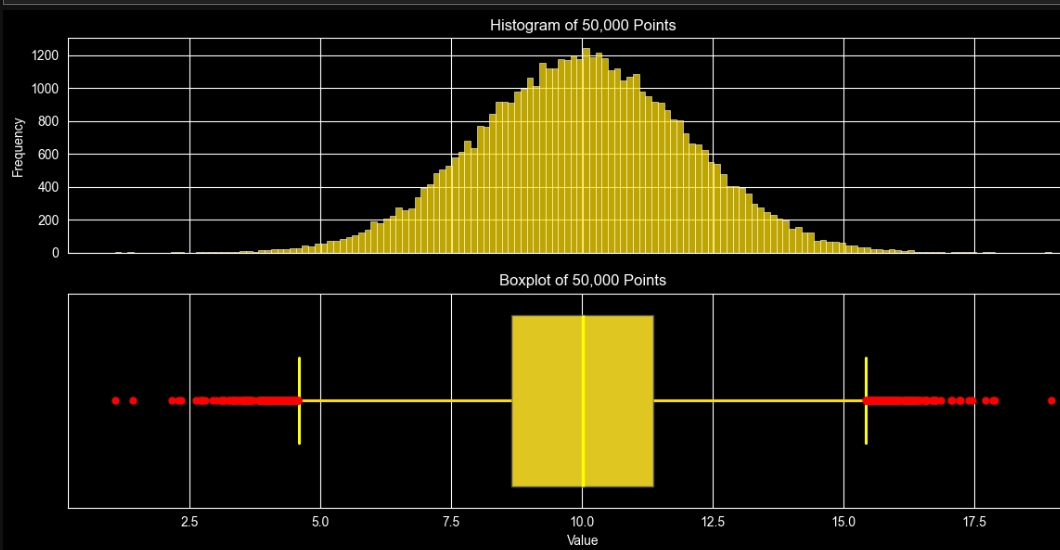 Histogram of 50,000 Points
1200
1000
800
600
400
200
0
Frequency
Boxplot of 50,000 Points
2.5 5.0 7.5 10.0 12.5 15.0 17.5
Value